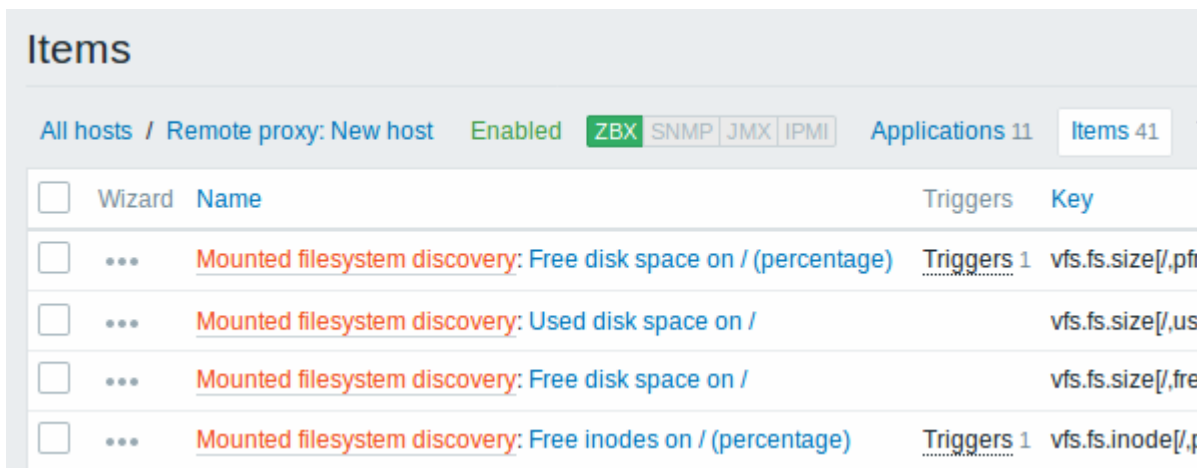 Items
All hosts / Remote proxy: New host Enabled ZBX SNMP JMX IPMI Applications 11 Items 41
Wizard Name Triggers Key
Mounted filesystem discovery: Free disk space on / (percentage) Triggers 1 vfs.fs.size[/,pfr
Mounted filesystem discovery: Used disk space on / vfs.fs.size[/,us
Mounted filesystem discovery: Free disk space on / vfs.fs.size[/,fre
Mounted filesystem discovery: Free inodes on / (percentage) Triggers 1 vfs.fs.inode[/,p